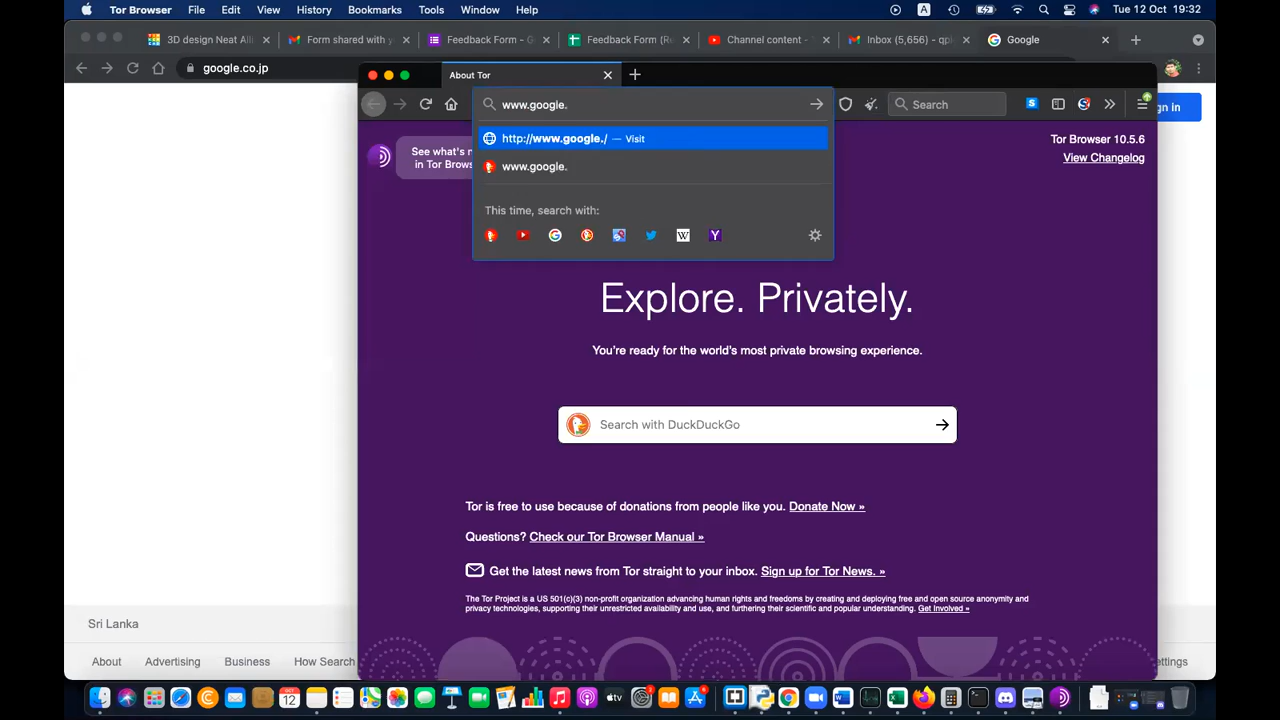 Tor Browser File Edit View History Bookmarks Tools Window Help A Tue 12 Oct 19:32
3D design Neat Alli Form shared with y Feedback Form - G Feedback Form (Re Channel content - Inbox (5,656) - qpl Google
google.co.jp
About Tor
www.google. Search
http://www.google./ — Visit
www.google.
This time, search with:
See what's n
in Tor Brows
Tor Browser 10.5.6
View Changelog
gn in
Explore. Privately.
You're ready for the world's most private browsing experience.
Search with DuckDuckGo
Tor is free to use because of donations from people like you. Donate Now »
Questions? Check our Tor Browser Manual »
Get the latest news from Tor straight to your inbox. Sign up for Tor News. »
The Tor Project is a US 501(c)(3) non-profit organization advancing human rights and freedoms by creating and deploying free and open source anonymity and
privacy technologies, supporting their unrestricted availability and use, and furthering their scientific and popular understanding. Get Involved »
Sri Lanka
About Advertising Business How Search ettings